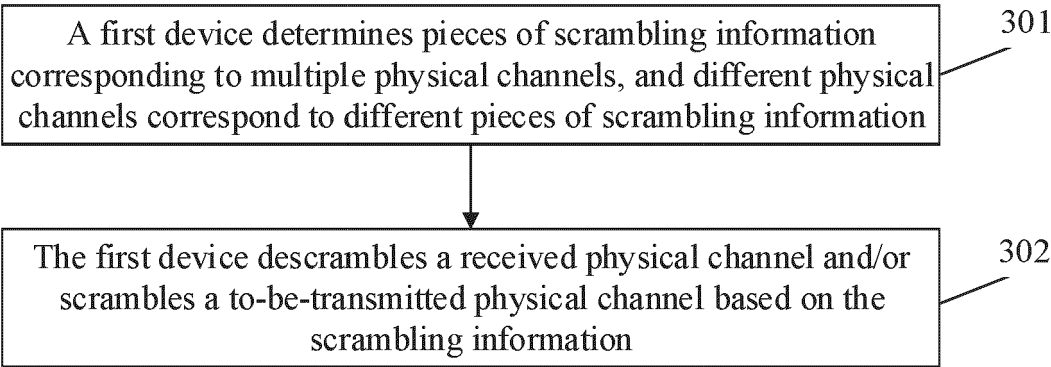 A first device determines pieces of scrambling information
corresponding to multiple physical channels, and different physical
channels correspond to different pieces of scrambling information
301
The first device descrambles a received physical channel and/or
scrambles a to-be-transmitted physical channel based on the
scrambling information
302